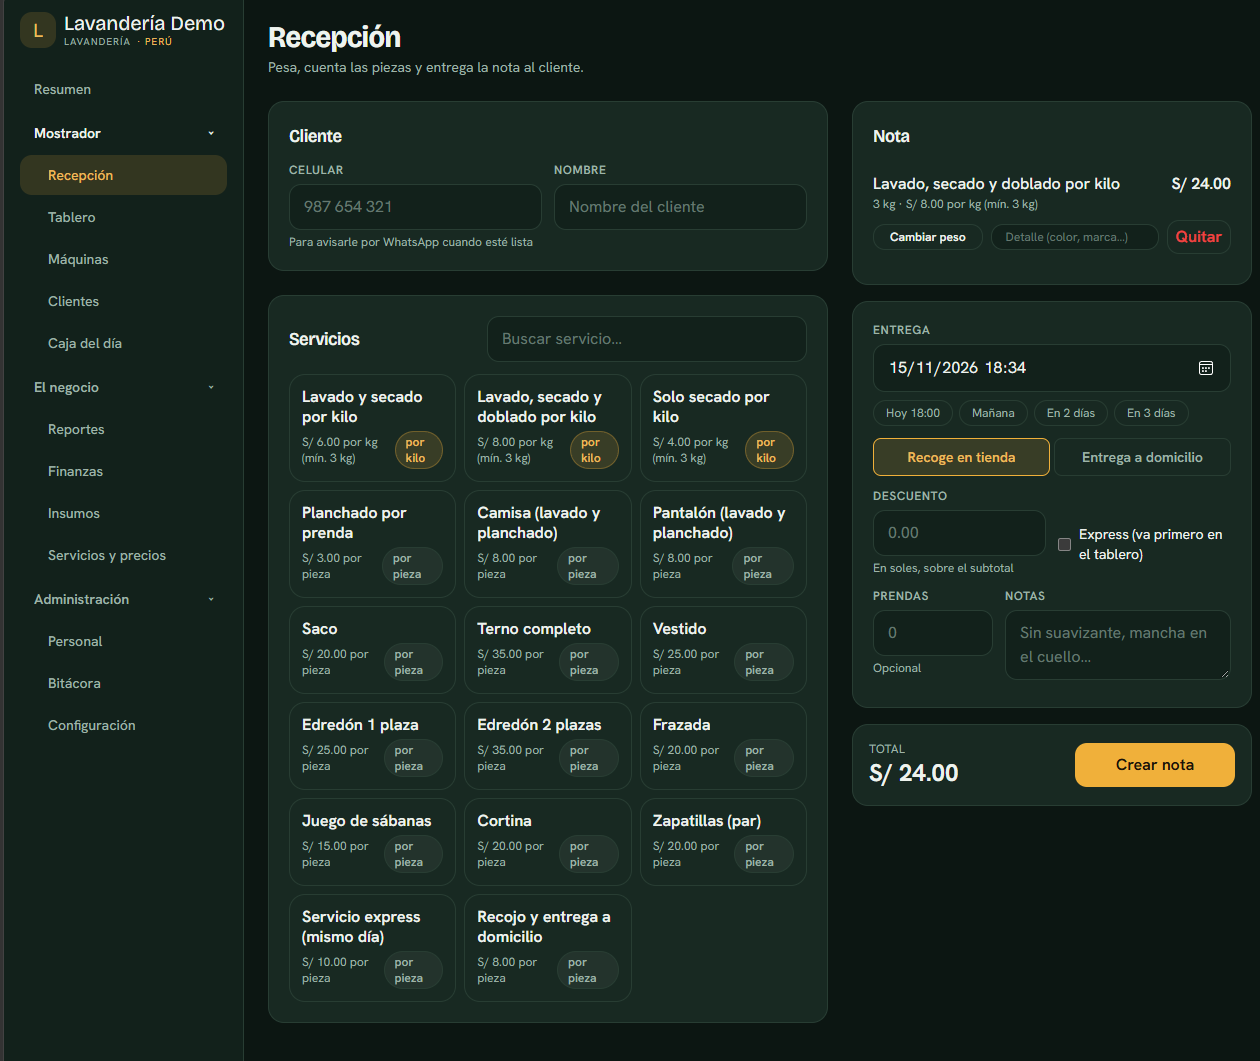 L
Lavandería Demo
LAVANDERÍA · PERÚ
Resumen
Mostrador
Recepción
Tablero
Máquinas
Clientes
Caja del día
El negocio
Reportes
Finanzas
Insumos
Servicios y precios
Administración
Personal
Bitácora
Configuración
Recepción
Pesa, cuenta las piezas y entrega la nota al cliente.
Cliente
CELULAR
987 654 321
Para avisarle por WhatsApp cuando esté lista
NOMBRE
Nombre del cliente
Servicios
Buscar servicio...
Lavado y secado
por kilo
S/ 6.00 por kg
(mín. 3 kg)
por
kilo
Lavado, secado y
doblado por kilo
S/ 8.00 por kg
(mín. 3 kg)
por
kilo
Solo secado por
kilo
S/ 4.00 por kg
(mín. 3 kg)
por
kilo
Planchado por
prenda
S/ 3.00 por
pieza
por
pieza
Camisa (lavado y
planchado)
S/ 8.00 por
pieza
por
pieza
Pantalón (lavado y
planchado)
S/ 8.00 por
pieza
por
pieza
Saco
S/ 20.00 por
pieza
por
pieza
Terno completo
S/ 35.00 por
pieza
por
pieza
Vestido
S/ 25.00 por
pieza
por
pieza
Edredón 1 plaza
S/ 25.00 por
pieza
por
pieza
Edredón 2 plazas
S/ 35.00 por
pieza
por
pieza
Frazada
S/ 20.00 por
pieza
por
pieza
Juego de sábanas
S/ 15.00 por
pieza
por
pieza
Cortina
S/ 20.00 por
pieza
por
pieza
Zapatillas (par)
S/ 20.00 por
pieza
por
pieza
Servicio express
(mismo día)
S/ 10.00 por
pieza
por
pieza
Recojo y entrega a
domicilio
S/ 8.00 por
pieza
por
pieza
Nota
Lavado, secado y doblado por kilo S/ 24.00
3 kg · S/ 8.00 por kg (mín. 3 kg)
Cambiar peso Detalle (color, marca...) Quitar
ENTREGA
15/11/2026 18:34
Hoy 18:00 Mañana En 2 días En 3 días
Recoge en tienda Entrega a domicilio
DESCUENTO
0.00
En soles, sobre el subtotal
Express (va primero en
el tablero)
PRENDAS
0
Opcional
NOTAS
Sin suavizante, mancha en
el cuello...
TOTAL
S/ 24.00
Crear nota